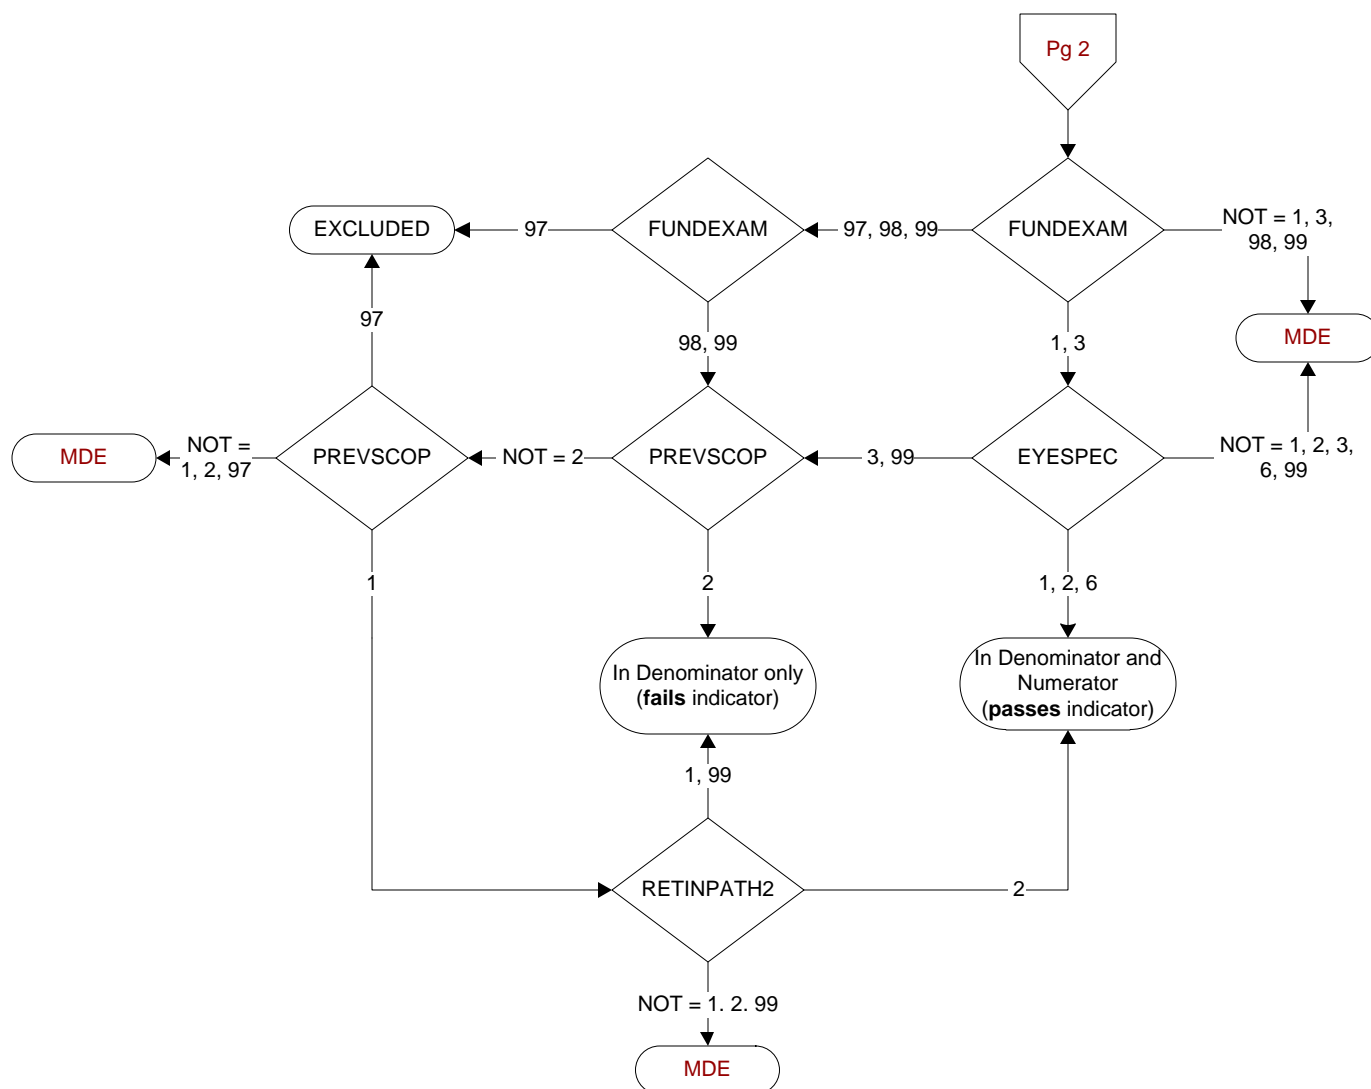 Pg 2
EXCLUDED
97
FUNDEXAM
97, 98, 99
FUNDEXAM
NOT = 1, 3,
98, 99
97
98, 99
1, 3
MDE
MDE
NOT =
1, 2, 97
PREVSCOP
NOT = 2
PREVSCOP
3, 99
EYESPEC
NOT = 1, 2, 3,
6, 99
1
2
1, 2, 6
In Denominator only
(fails indicator)
In Denominator and
Numerator
(passes indicator)
1, 99
RETINPATH2
2
NOT = 1. 2. 99
MDE